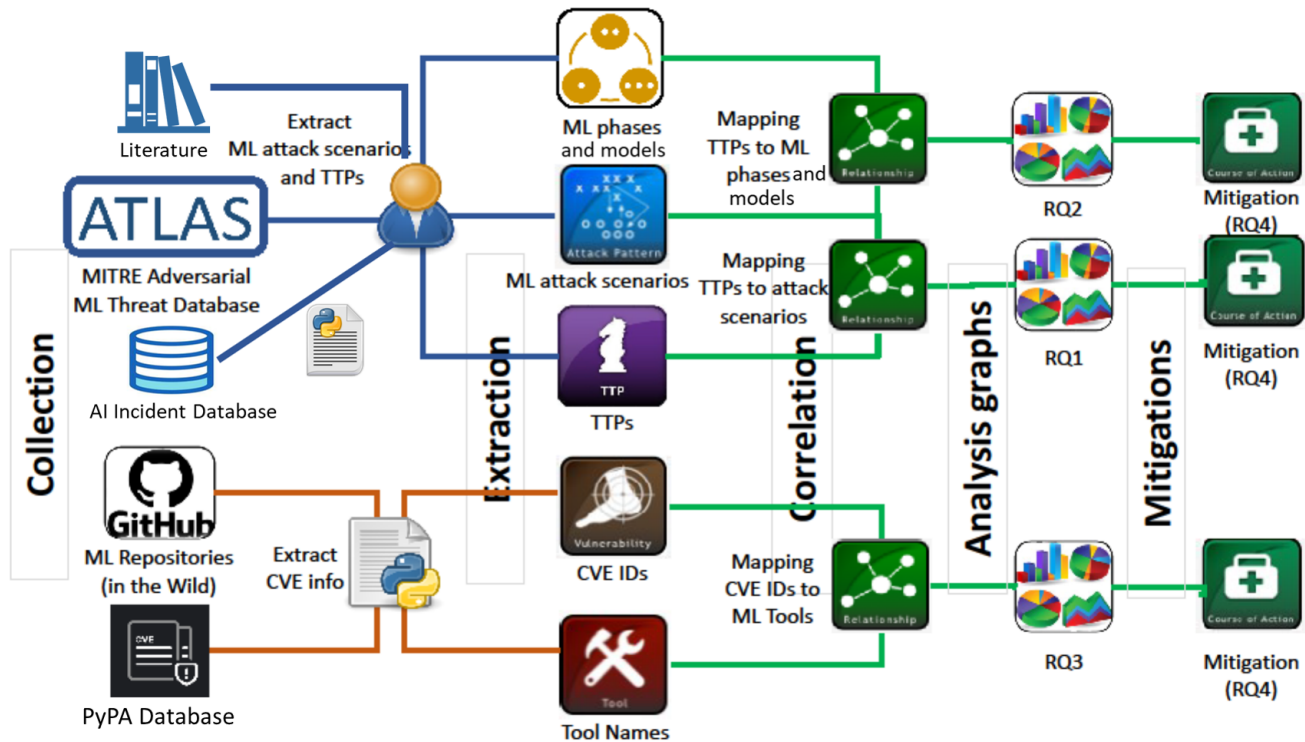 Literature
Extract
ML attack scenarios
and TTPs
ATLAS
MITRE Adversarial
ML Threat Database
AI Incident Database
Collection
GitHub
ML Repositories
(in the Wild)
CVE
PyPA Database
Extract
CVE info
Extraction
ML phases
and models
Attack Pattern
ML attack scenarios
TTP
TTPs
Vulnerability
CVE IDs
Tool
Tool Names
Mapping
TTPs to ML
phases and
models
Mapping
TTPs to attack
scenarios
Correlation
Mapping
CVE IDs to
ML Tools
Relationship
Relationship
Relationship
Analysis graphs
RQ2
RQ1
RQ3
Mitigations
Course of Action
Mitigation
(RQ4)
Course of Action
Mitigation
(RQ4)
Course of Action
Mitigation
(RQ4)